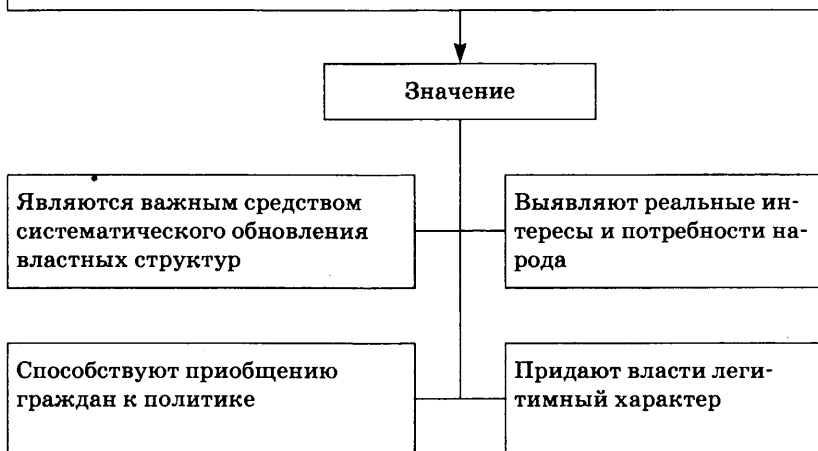 Значение
Являются важным средством
систематического обновления
властных структур
Выявляют реальные ин-
тересы и потребности на-
рода
Способствуют приобщению
граждан к политике
Придают власти леги-
тимный характер